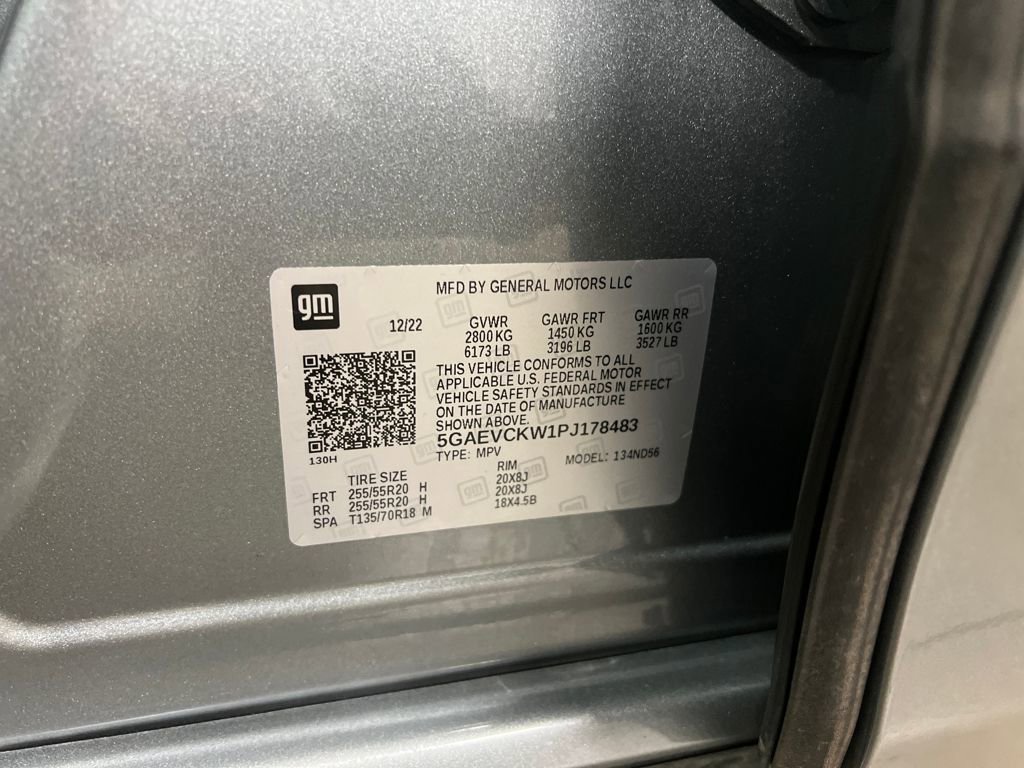 gm
MFD BY GENERAL MOTORS LLC
12/22
GVWR GAWR FRT GAWR RR
2800 KG 1450 KG 1600 KG
6173 LB 3196 LB 3527 LB
THIS VEHICLE CONFORMS TO ALL
APPLICABLE U.S. FEDERAL MOTOR
VEHICLE SAFETY STANDARDS IN EFFECT
ON THE DATE OF MANUFACTURE
SHOWN ABOVE.
5GAEVCKW1PJ178483
130H
TYPE: MPV MODEL: 134ND56
TIRE SIZE RIM
FRT 255/55R20 H 20X8J
RR 255/55R20 H 20X8J
SPA T135/70R18 M 18X4.5B